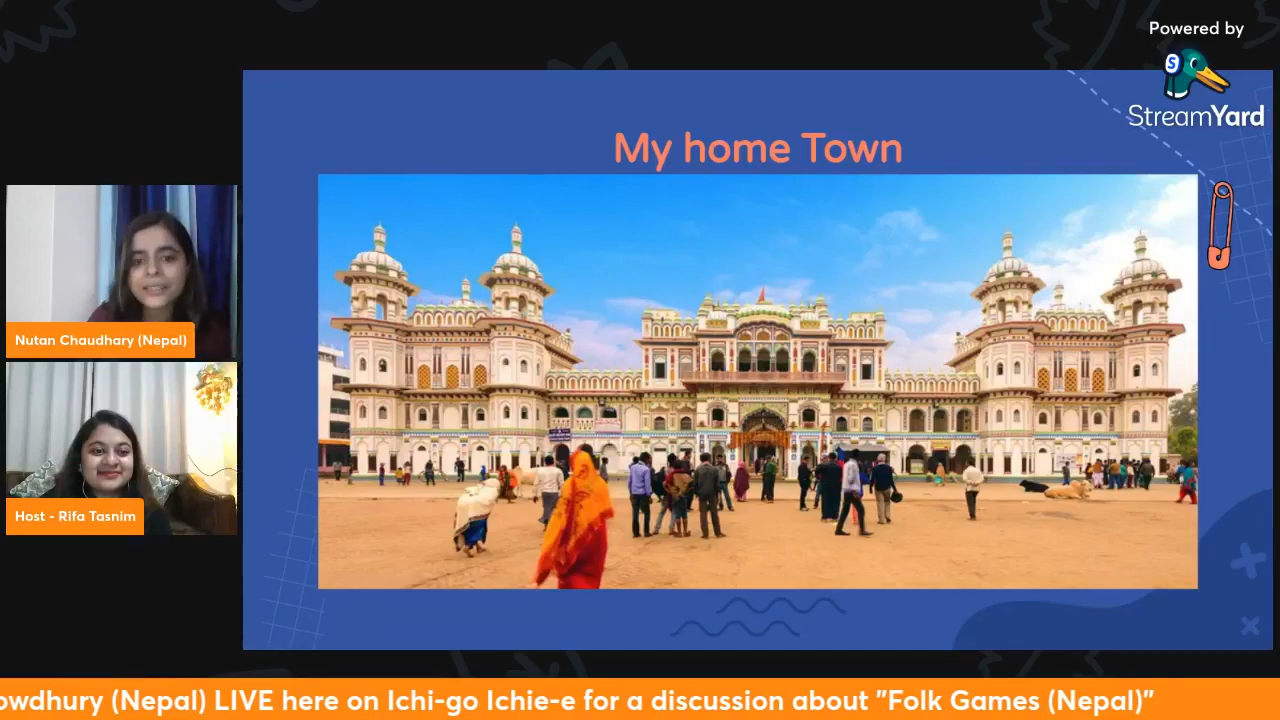 Powered by
S
StreamYard
My home Town
Nutan Chaudhary (Nepal)
Host - Rifa Tasnim
owdhury (Nepal) LIVE here on Ichi-go Ichie-e for a discussion about "Folk Games (Nepal)"